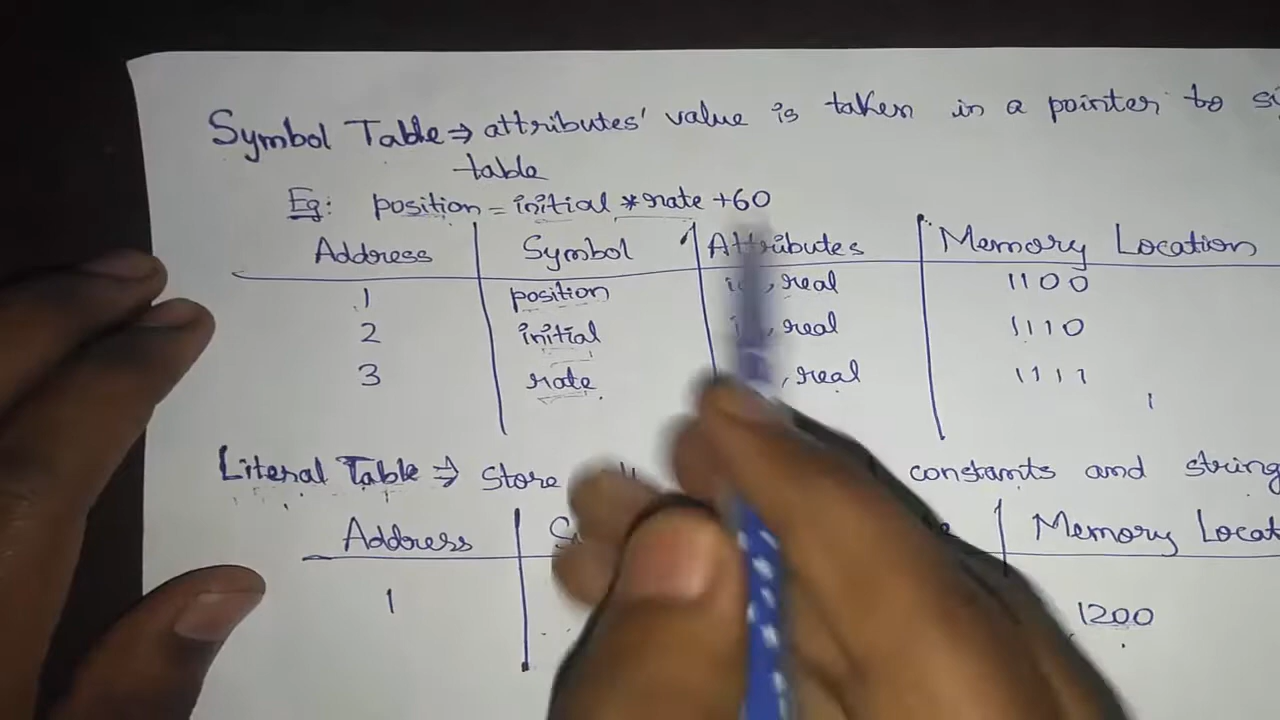 Symbol Table ⇒ attributes' value is taken in a pointer to
table
Eg: position = initial * rate + 60
Address Symbol Attributes Memory Location
1 position , real 1100
2 initial , real 1110
3 rate , real 1111
Literal Table ⇒ Store constants and string
Address Memory
1 1200